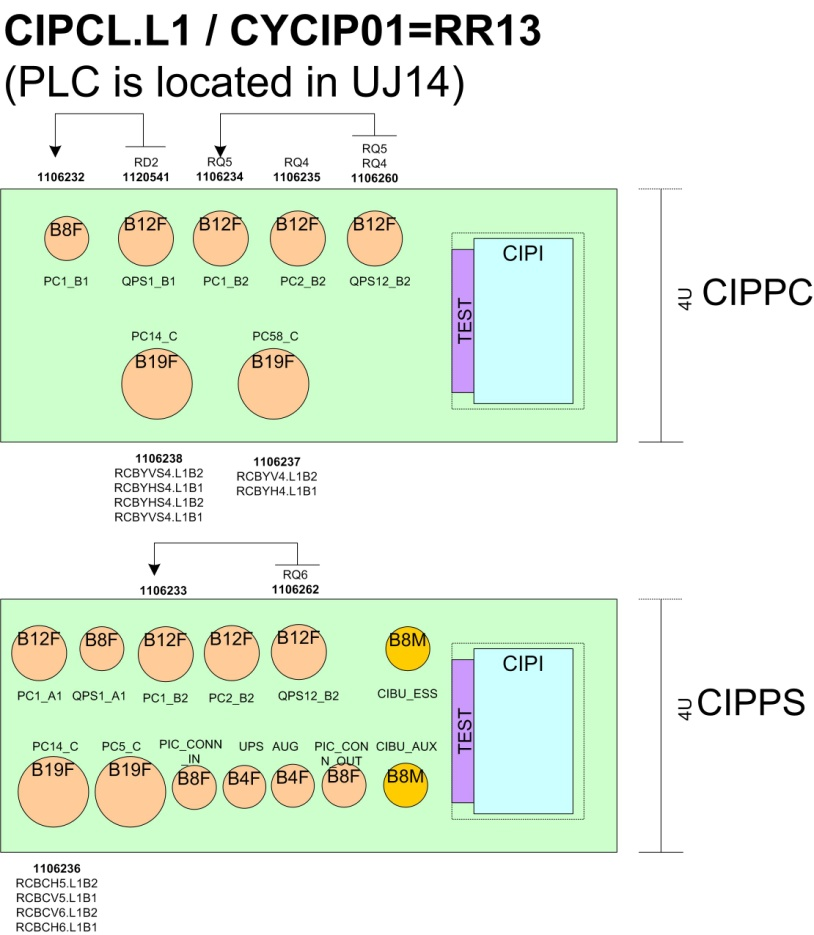 CIPCL.L1 / CYCIP01=RR13
(PLC is located in UJ14)
RQ5
RD2 RQ5 RQ4 RQ4
1106232 1120541 1106234 1106235 1106260
B8F B12F B12F B12F B12F
CIPI
PC1_B1 QPS1_B1 PC1_B2 PC2_B2 QPS12_B2
TEST
4U CIPPC
PC14_C PC58_C
B19F B19F
1106238 1106237
RCBYVS4.L1B2 RCBYV4.L1B2
RCBYHS4.L1B1 RCBYH4.L1B1
RCBYHS4.L1B2
RCBYVS4.L1B1
RQ6
1106233 1106262
B12F B8F B12F B12F B12F B8M
CIPI
PC1_A1 QPS1_A1 PC1_B2 PC2_B2 QPS12_B2 CIBU_ESS
TEST
4U CIPPS
PC14_C PC5_C PIC_CONN UPS AUG PIC_CON CIBU_AUX
_IN N_OUT
B19F B19F B8F B4F B4F B8F B8M
1106236
RCBCH5.L1B2
RCBCV5.L1B1
RCBCV6.L1B2
RCBCH6.L1B1